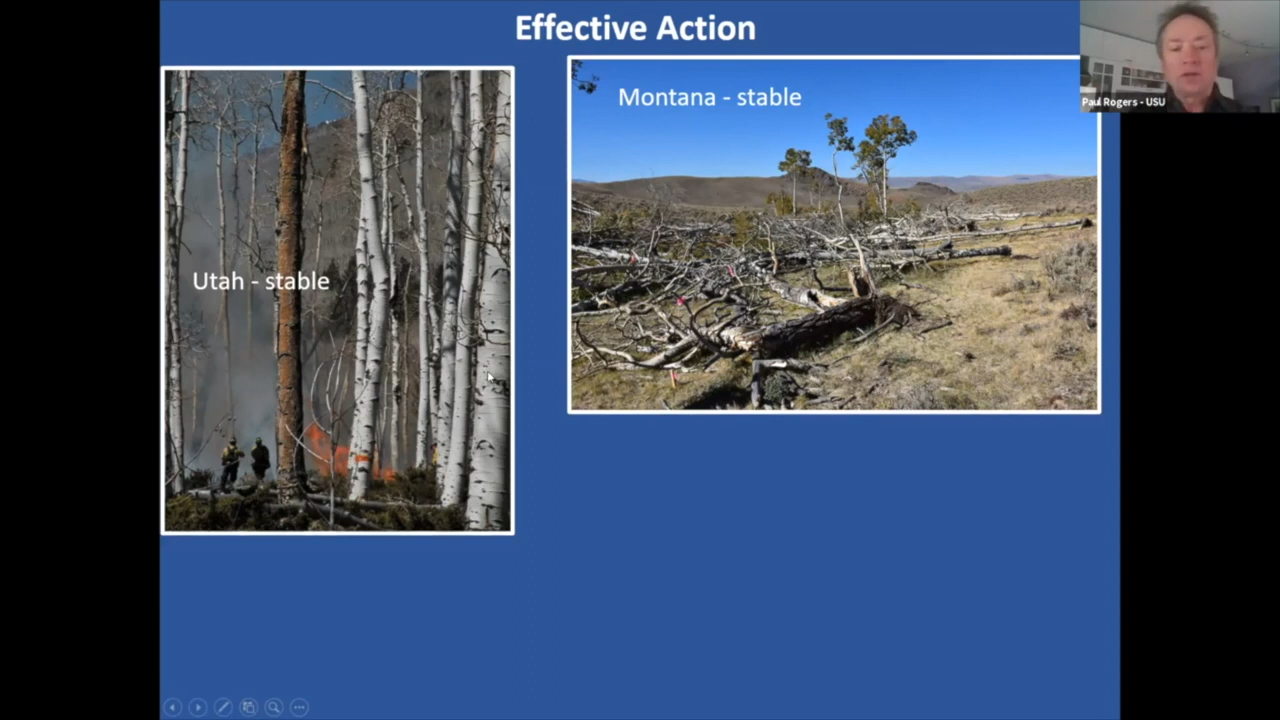 Effective Action
Utah - stable
Montana - stable
Paul Rogers - USU